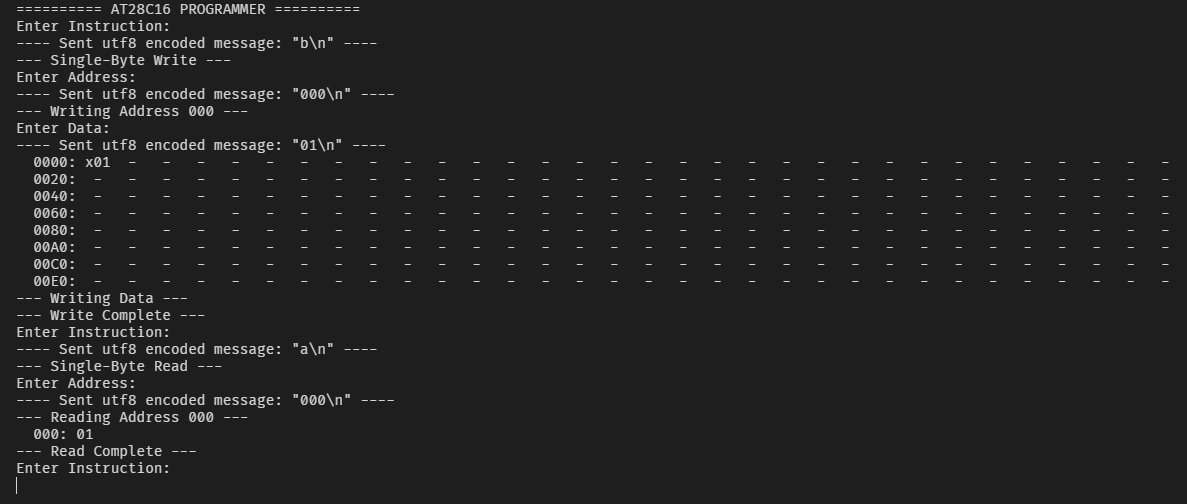 ========== AT28C16 PROGRAMMER ==========
Enter Instruction:
---- Sent utf8 encoded message: "b\n" ----
--- Single-Byte Write ---
Enter Address:
---- Sent utf8 encoded message: "000\n" ----
--- Writing Address 000 ---
Enter Data:
---- Sent utf8 encoded message: "01\n" ----
0000: x01 - - - - - - - - - - - - - - - - - - - - - - - - - - - - - - -
0020: - - - - - - - - - - - - - - - - - - - - - - - - - - - - - - - -
0040: - - - - - - - - - - - - - - - - - - - - - - - - - - - - - - - -
0060: - - - - - - - - - - - - - - - - - - - - - - - - - - - - - - - -
0080: - - - - - - - - - - - - - - - - - - - - - - - - - - - - - - - -
00A0: - - - - - - - - - - - - - - - - - - - - - - - - - - - - - - - -
00C0: - - - - - - - - - - - - - - - - - - - - - - - - - - - - - - - -
00E0: - - - - - - - - - - - - - - - - - - - - - - - - - - - - - - - -
--- Writing Data ---
--- Write Complete ---
Enter Instruction:
---- Sent utf8 encoded message: "a\n" ----
--- Single-Byte Read ---
Enter Address:
---- Sent utf8 encoded message: "000\n" ----
--- Reading Address 000 ---
000: 01
--- Read Complete ---
Enter Instruction: